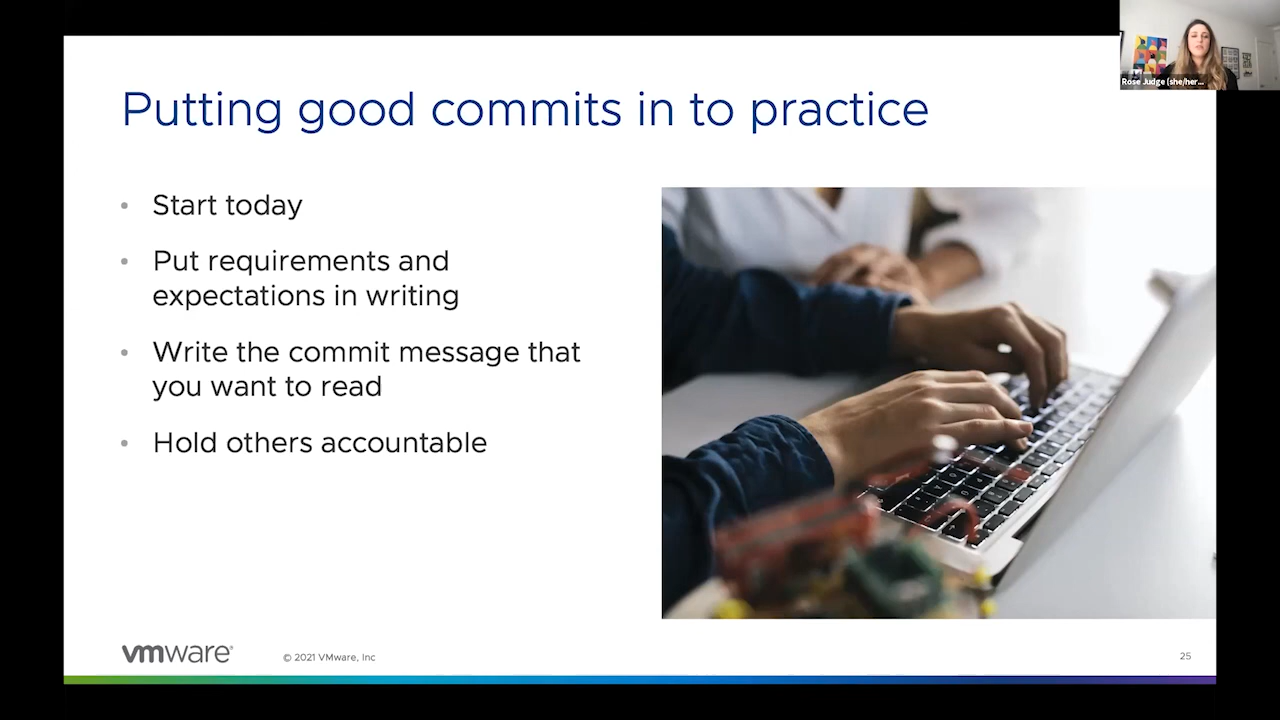 Rose Judge (she/her...
Putting good commits in to practice
• Start today
• Put requirements and
expectations in writing
• Write the commit message that
you want to read
• Hold others accountable
vmware®
© 2021 VMware, Inc
25